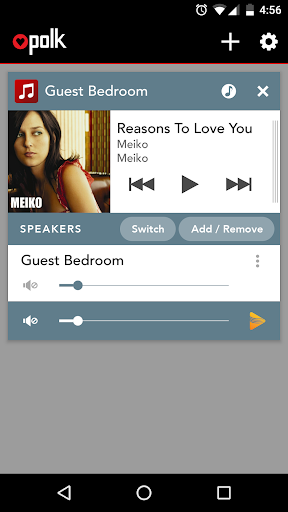 4:56
polk
Guest Bedroom
Reasons To Love You
Meiko
Meiko
MEIKO
SPEAKERS
Switch
Add / Remove
Guest Bedroom